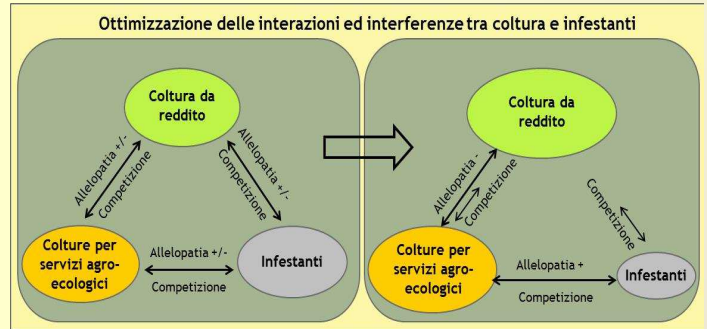 Ottimizzazione delle interazioni ed interferenze tra coltura e infestanti
Coltura da
reddito
Allelopatia +/-
Competizione
Allelopatia +/-
Competizione
Colture per
servizi agro-
ecologici
Allelopatia +/-
Competizione
Infestanti
Coltura da
reddito
Allelopatia -
Competizione
Competizione
Colture per
servizi agro-
ecologici
Allelopatia +
Competizione
Infestanti